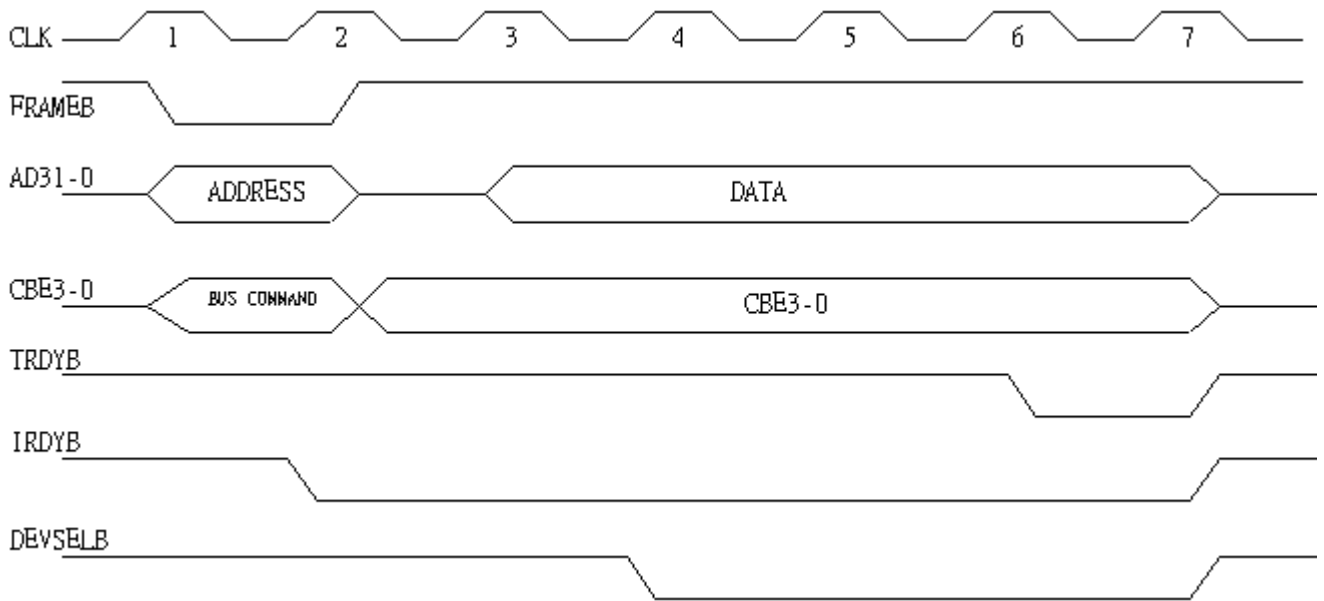 CLK 1 2 3 4 5 6 7
FRAMEB
AD31-0 ADDRESS DATA
CBE3-0 BUS COMMAND CBE3-0
TRDYB
IRDYB
DEVSELB